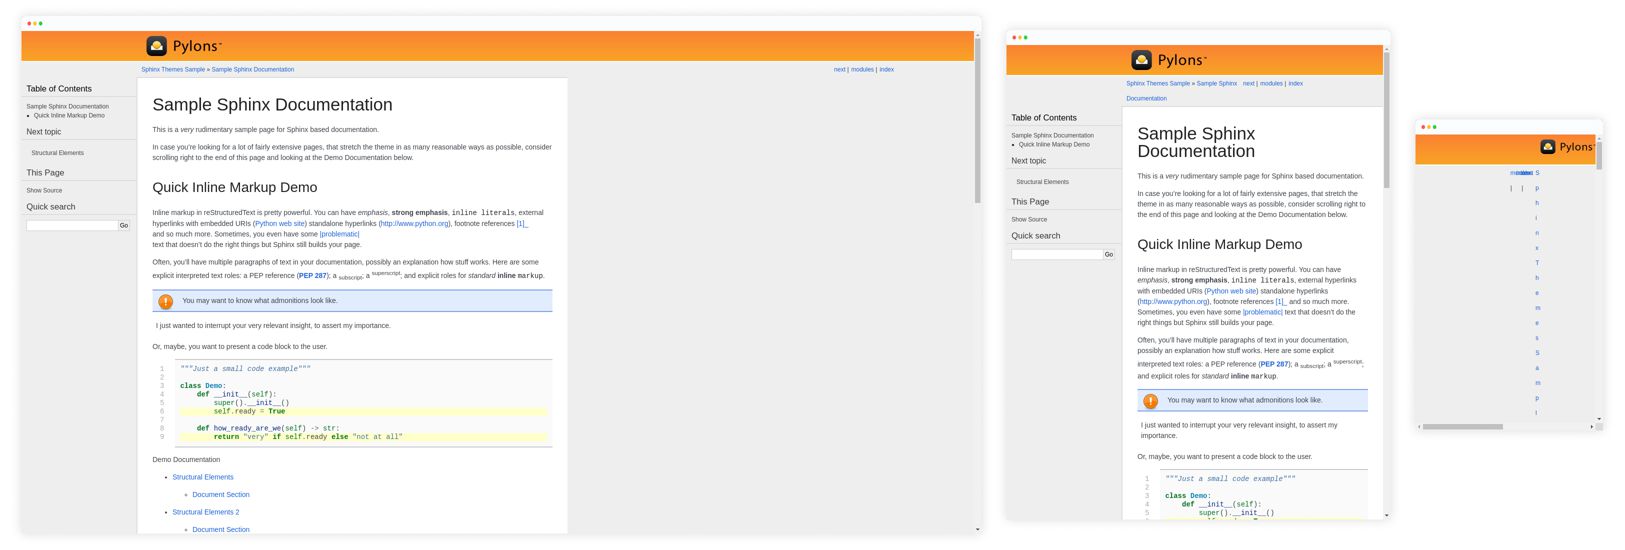 Pylons™
Sphinx Themes Sample » Sample Sphinx Documentation
next | modules | index
Table of Contents
Sample Sphinx Documentation
Quick Inline Markup Demo
Next topic
Structural Elements
This Page
Show Source
Quick search
Go
Sample Sphinx Documentation
This is a very rudimentary sample page for Sphinx based documentation.
In case you're looking for a lot of fairly extensive pages, that stretch the theme in as many reasonable ways as possible, consider
scrolling right to the end of this page and looking at the Demo Documentation below.
Quick Inline Markup Demo
Inline markup in reStructuredText is pretty powerful. You can have emphasis, strong emphasis, inline literals, external
hyperlinks with embedded URIs (Python web site) standalone hyperlinks (http://www.python.org), footnote references [1]_
and so much more. Sometimes, you even have some |problematic|
text that doesn't do the right things but Sphinx still builds your page.
Often, you'll have multiple paragraphs of text in your documentation, possibly an explanation how stuff works. Here are some
explicit interpreted text roles: a PEP reference (PEP 287); a subscript, a superscript, and explicit roles for standard inline markup.
You may want to know what admonitions look like.
I just wanted to interrupt your very relevant insight, to assert my importance.
Or, maybe, you want to present a code block to the user.
1 """Just a small code example"""
2
3 class Demo:
4     def __init__(self):
5         super().__init__()
6         self.ready = True
7
8     def how_ready_are_we(self) -> str:
9         return "very" if self.ready else "not at all"
Demo Documentation
Structural Elements
Document Section
Structural Elements 2
Document Section
Pylons™
Sphinx Themes Sample » Sample Sphinx
Documentation
next | modules | index
Table of Contents
Sample Sphinx Documentation
Quick Inline Markup Demo
Next topic
Structural Elements
This Page
Show Source
Quick search
Go
Sample Sphinx
Documentation
This is a very rudimentary sample page for Sphinx based documentation.
In case you're looking for a lot of fairly extensive pages, that stretch the
theme in as many reasonable ways as possible, consider scrolling right to
the end of this page and looking at the Demo Documentation below.
Quick Inline Markup Demo
Inline markup in reStructuredText is pretty powerful. You can have
emphasis, strong emphasis, inline literals, external hyperlinks
with embedded URIs (Python web site) standalone hyperlinks
(http://www.python.org), footnote references [1]_ and so much more.
Sometimes, you even have some |problematic| text that doesn't do the
right things but Sphinx still builds your page.
Often, you'll have multiple paragraphs of text in your documentation,
possibly an explanation how stuff works. Here are some explicit
interpreted text roles: a PEP reference (PEP 287); a subscript, a superscript,
and explicit roles for standard inline markup.
You may want to know what admonitions look like.
I just wanted to interrupt your very relevant insight, to assert my
importance.
Or, maybe, you want to present a code block to the user.
1 """Just a small code example"""
2
3 class Demo:
4     def __init__(self):
5         super().__init__()
Pylons
| |
S
p
h
i
n
x
T
h
e
m
e
s
S
a
m
p
l